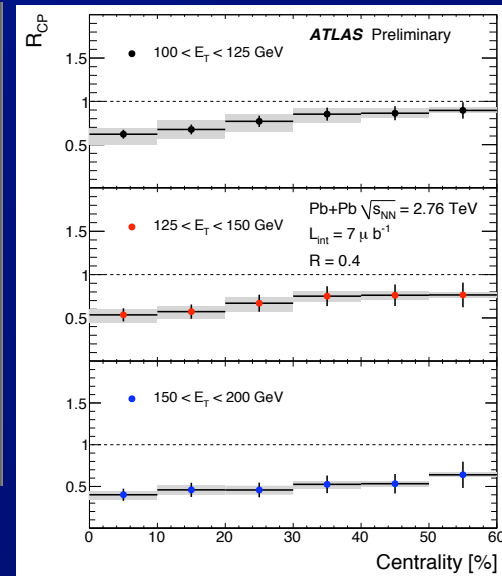 R_CP
100 < E_T < 125 GeV
ATLAS Preliminary
1.5
1
0.5
125 < E_T < 150 GeV
Pb+Pb √s_NN = 2.76 TeV
L_int = 7 μ b⁻¹
R = 0.4
1.5
1
0.5
150 < E_T < 200 GeV
1.5
1
0.5
0 10 20 30 40 50 60
Centrality [%]